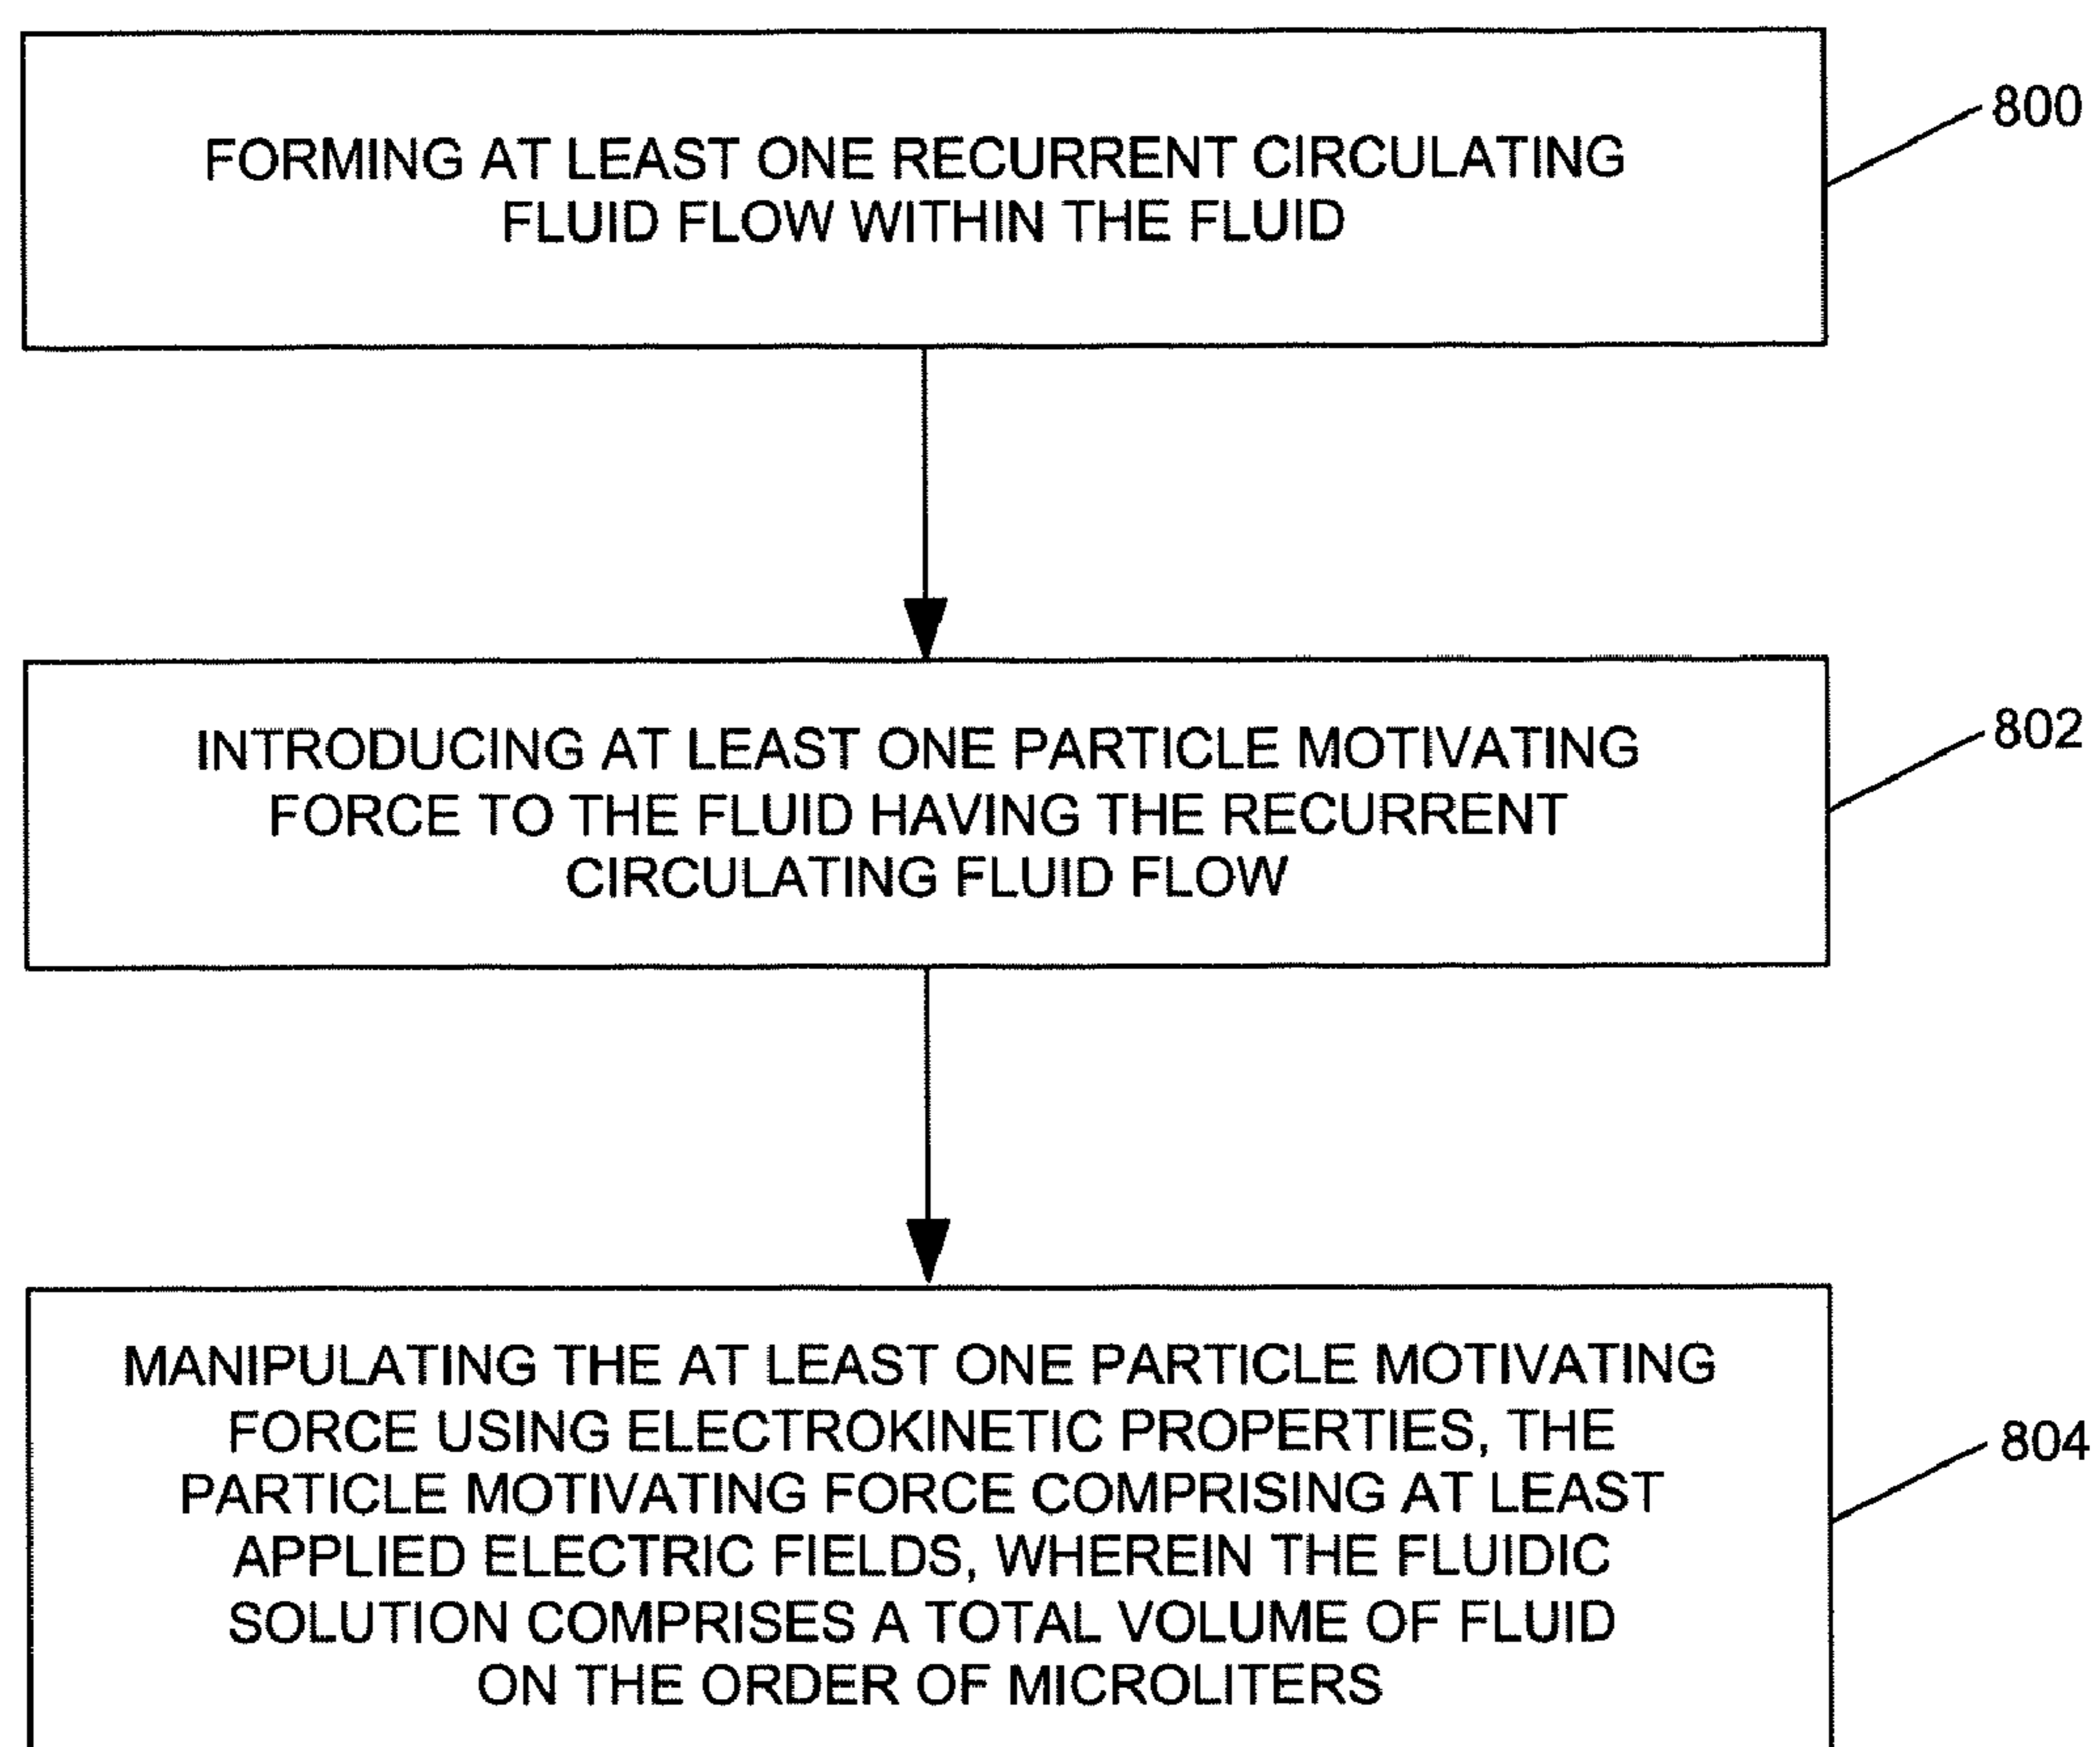 FORMING AT LEAST ONE RECURRENT CIRCULATING
FLUID FLOW WITHIN THE FLUID
800
INTRODUCING AT LEAST ONE PARTICLE MOTIVATING
FORCE TO THE FLUID HAVING THE RECURRENT
CIRCULATING FLUID FLOW
802
MANIPULATING THE AT LEAST ONE PARTICLE MOTIVATING
FORCE USING ELECTROKINETIC PROPERTIES, THE
PARTICLE MOTIVATING FORCE COMPRISING AT LEAST
APPLIED ELECTRIC FIELDS, WHEREIN THE FLUIDIC
SOLUTION COMPRISES A TOTAL VOLUME OF FLUID
ON THE ORDER OF MICROLITERS
804